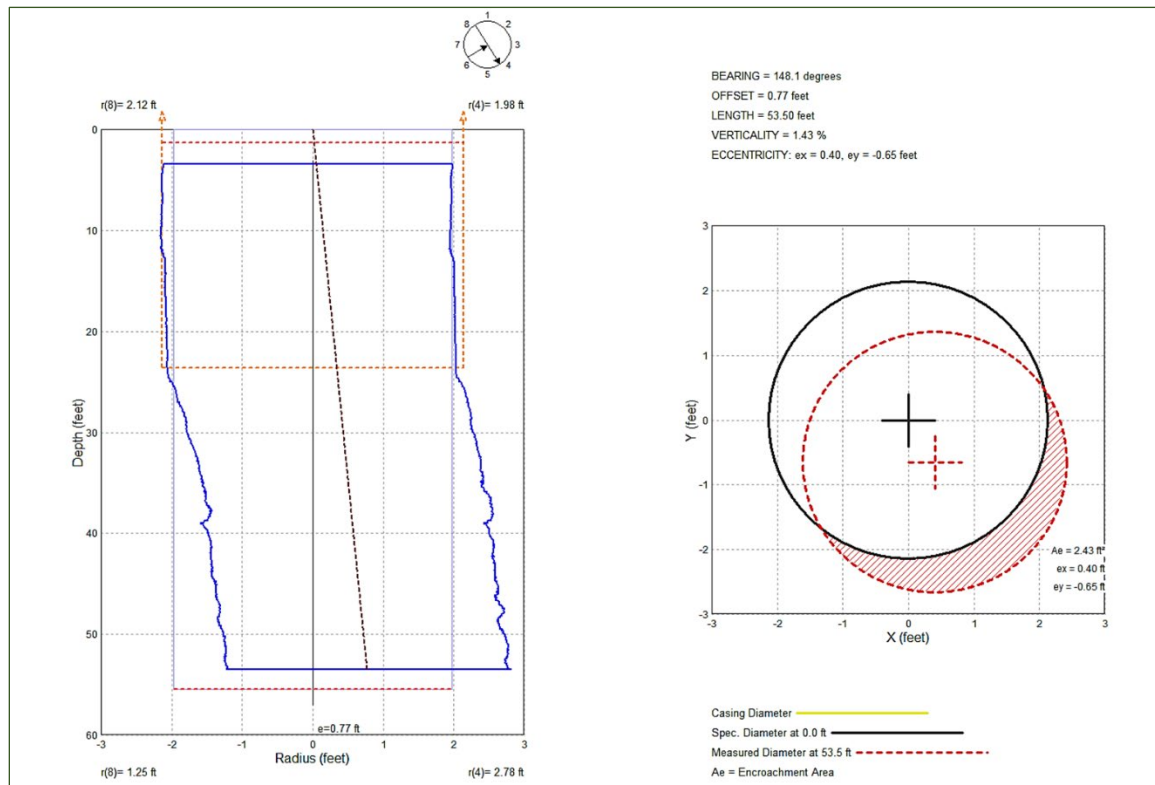 1
8 2
7 3
6 4
5
r(8)= 2.12 ft r(4)= 1.98 ft
BEARING = 148.1 degrees
OFFSET = 0.77 feet
LENGTH = 53.50 feet
VERTICALITY = 1.43 %
ECCENTRICITY: ex = 0.40, ey = -0.65 feet
0
10
20
30
40
50
60
Depth (feet)
e=0.77 ft
-3 -2 -1 0 1 2 3
Radius (feet)
r(8)= 1.25 ft r(4)= 2.78 ft
3
2
1
0
-1
-2
-3
Y (feet)
Ae = 2.43 ft²
ex = 0.40 ft
ey = -0.65 ft
-3 -2 -1 0 1 2 3
X (feet)
Casing Diameter
Spec. Diameter at 0.0 ft
Measured Diameter at 53.5 ft
Ae = Encroachment Area